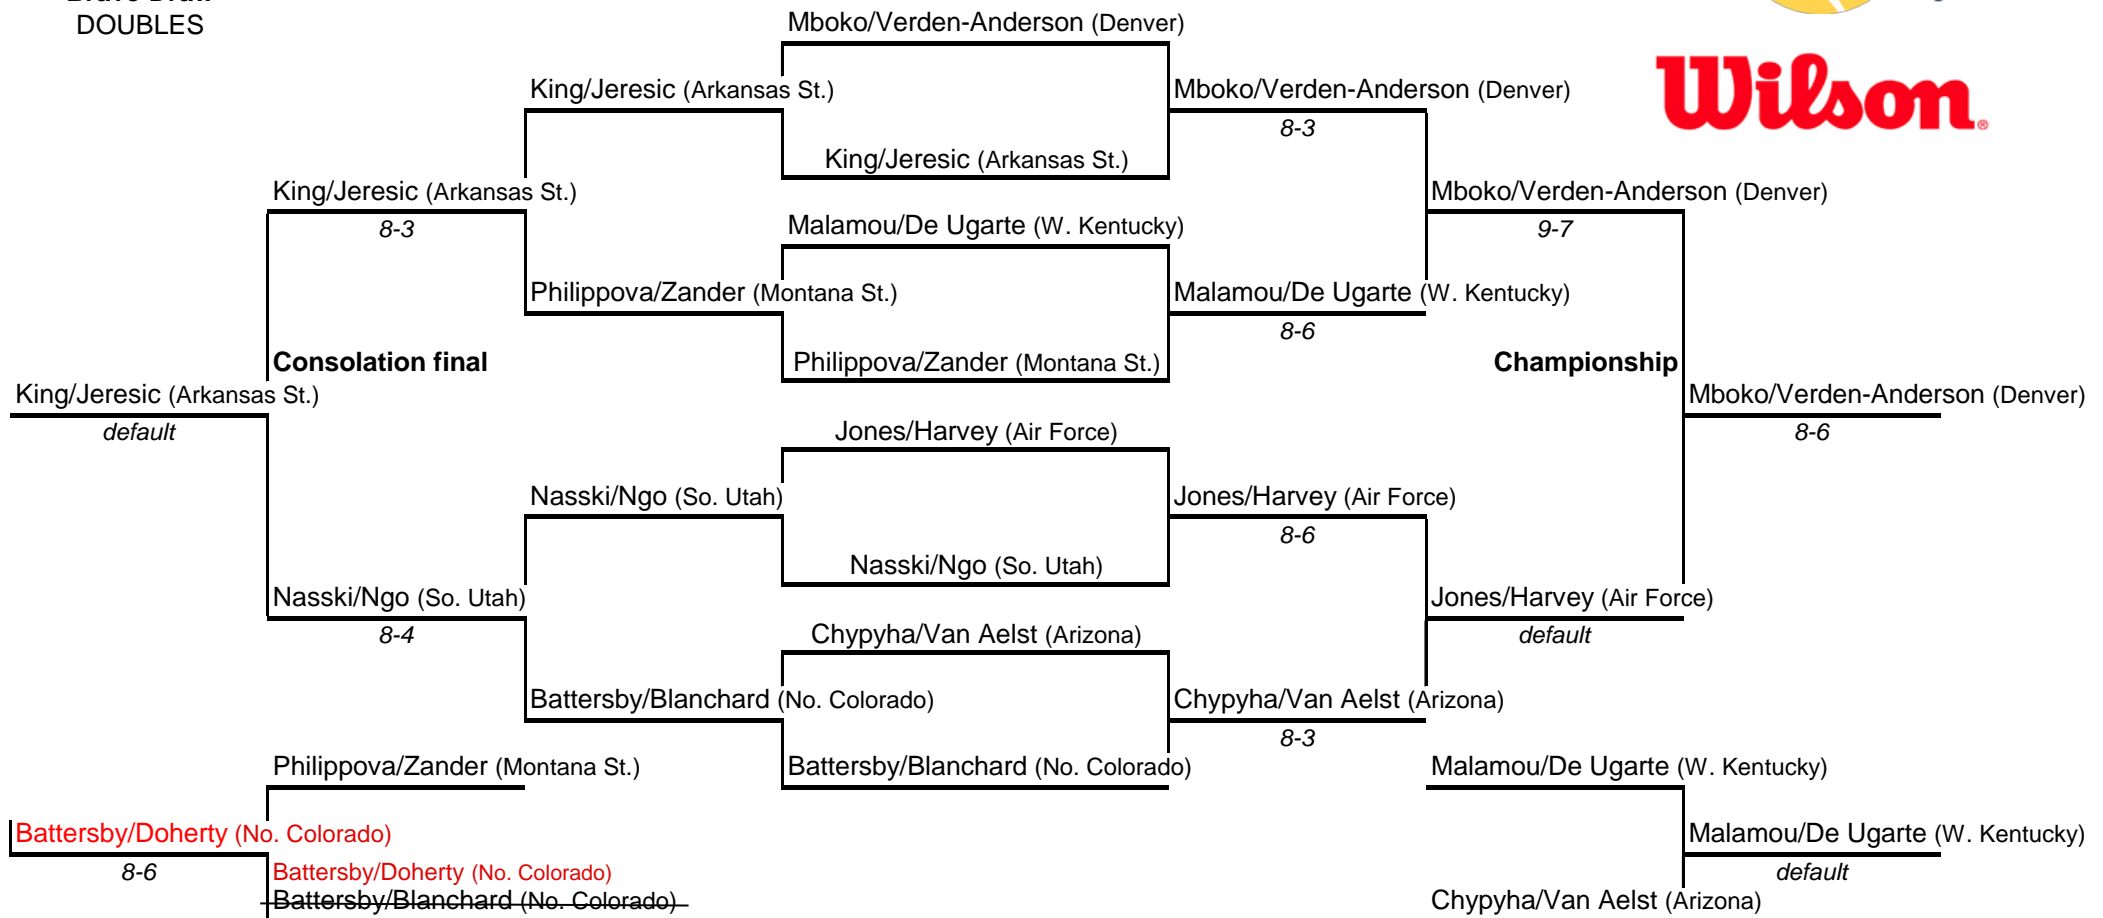 DOUBLES
Mboko/Verden-Anderson (Denver)
Wilson.
King/Jeresic (Arkansas St.)
Mboko/Verden-Anderson (Denver)
8-3
King/Jeresic (Arkansas St.)
King/Jeresic (Arkansas St.)
8-3
Mboko/Verden-Anderson (Denver)
9-7
Malamou/De Ugarte (W. Kentucky)
Philippova/Zander (Montana St.)
Malamou/De Ugarte (W. Kentucky)
8-6
Consolation final
Philippova/Zander (Montana St.)
Championship
King/Jeresic (Arkansas St.)
default
Mboko/Verden-Anderson (Denver)
8-6
Jones/Harvey (Air Force)
Nasski/Ngo (So. Utah)
Jones/Harvey (Air Force)
8-6
Nasski/Ngo (So. Utah)
Nasski/Ngo (So. Utah)
8-4
Jones/Harvey (Air Force)
default
Chypyha/Van Aelst (Arizona)
Battersby/Blanchard (No. Colorado)
Chypyha/Van Aelst (Arizona)
8-3
Philippova/Zander (Montana St.)
Battersby/Blanchard (No. Colorado)
Malamou/De Ugarte (W. Kentucky)
Battersby/Doherty (No. Colorado)
8-6
Malamou/De Ugarte (W. Kentucky)
default
Battersby/Doherty (No. Colorado)
Battersby/Blanchard (No. Colorado)
Chypyha/Van Aelst (Arizona)